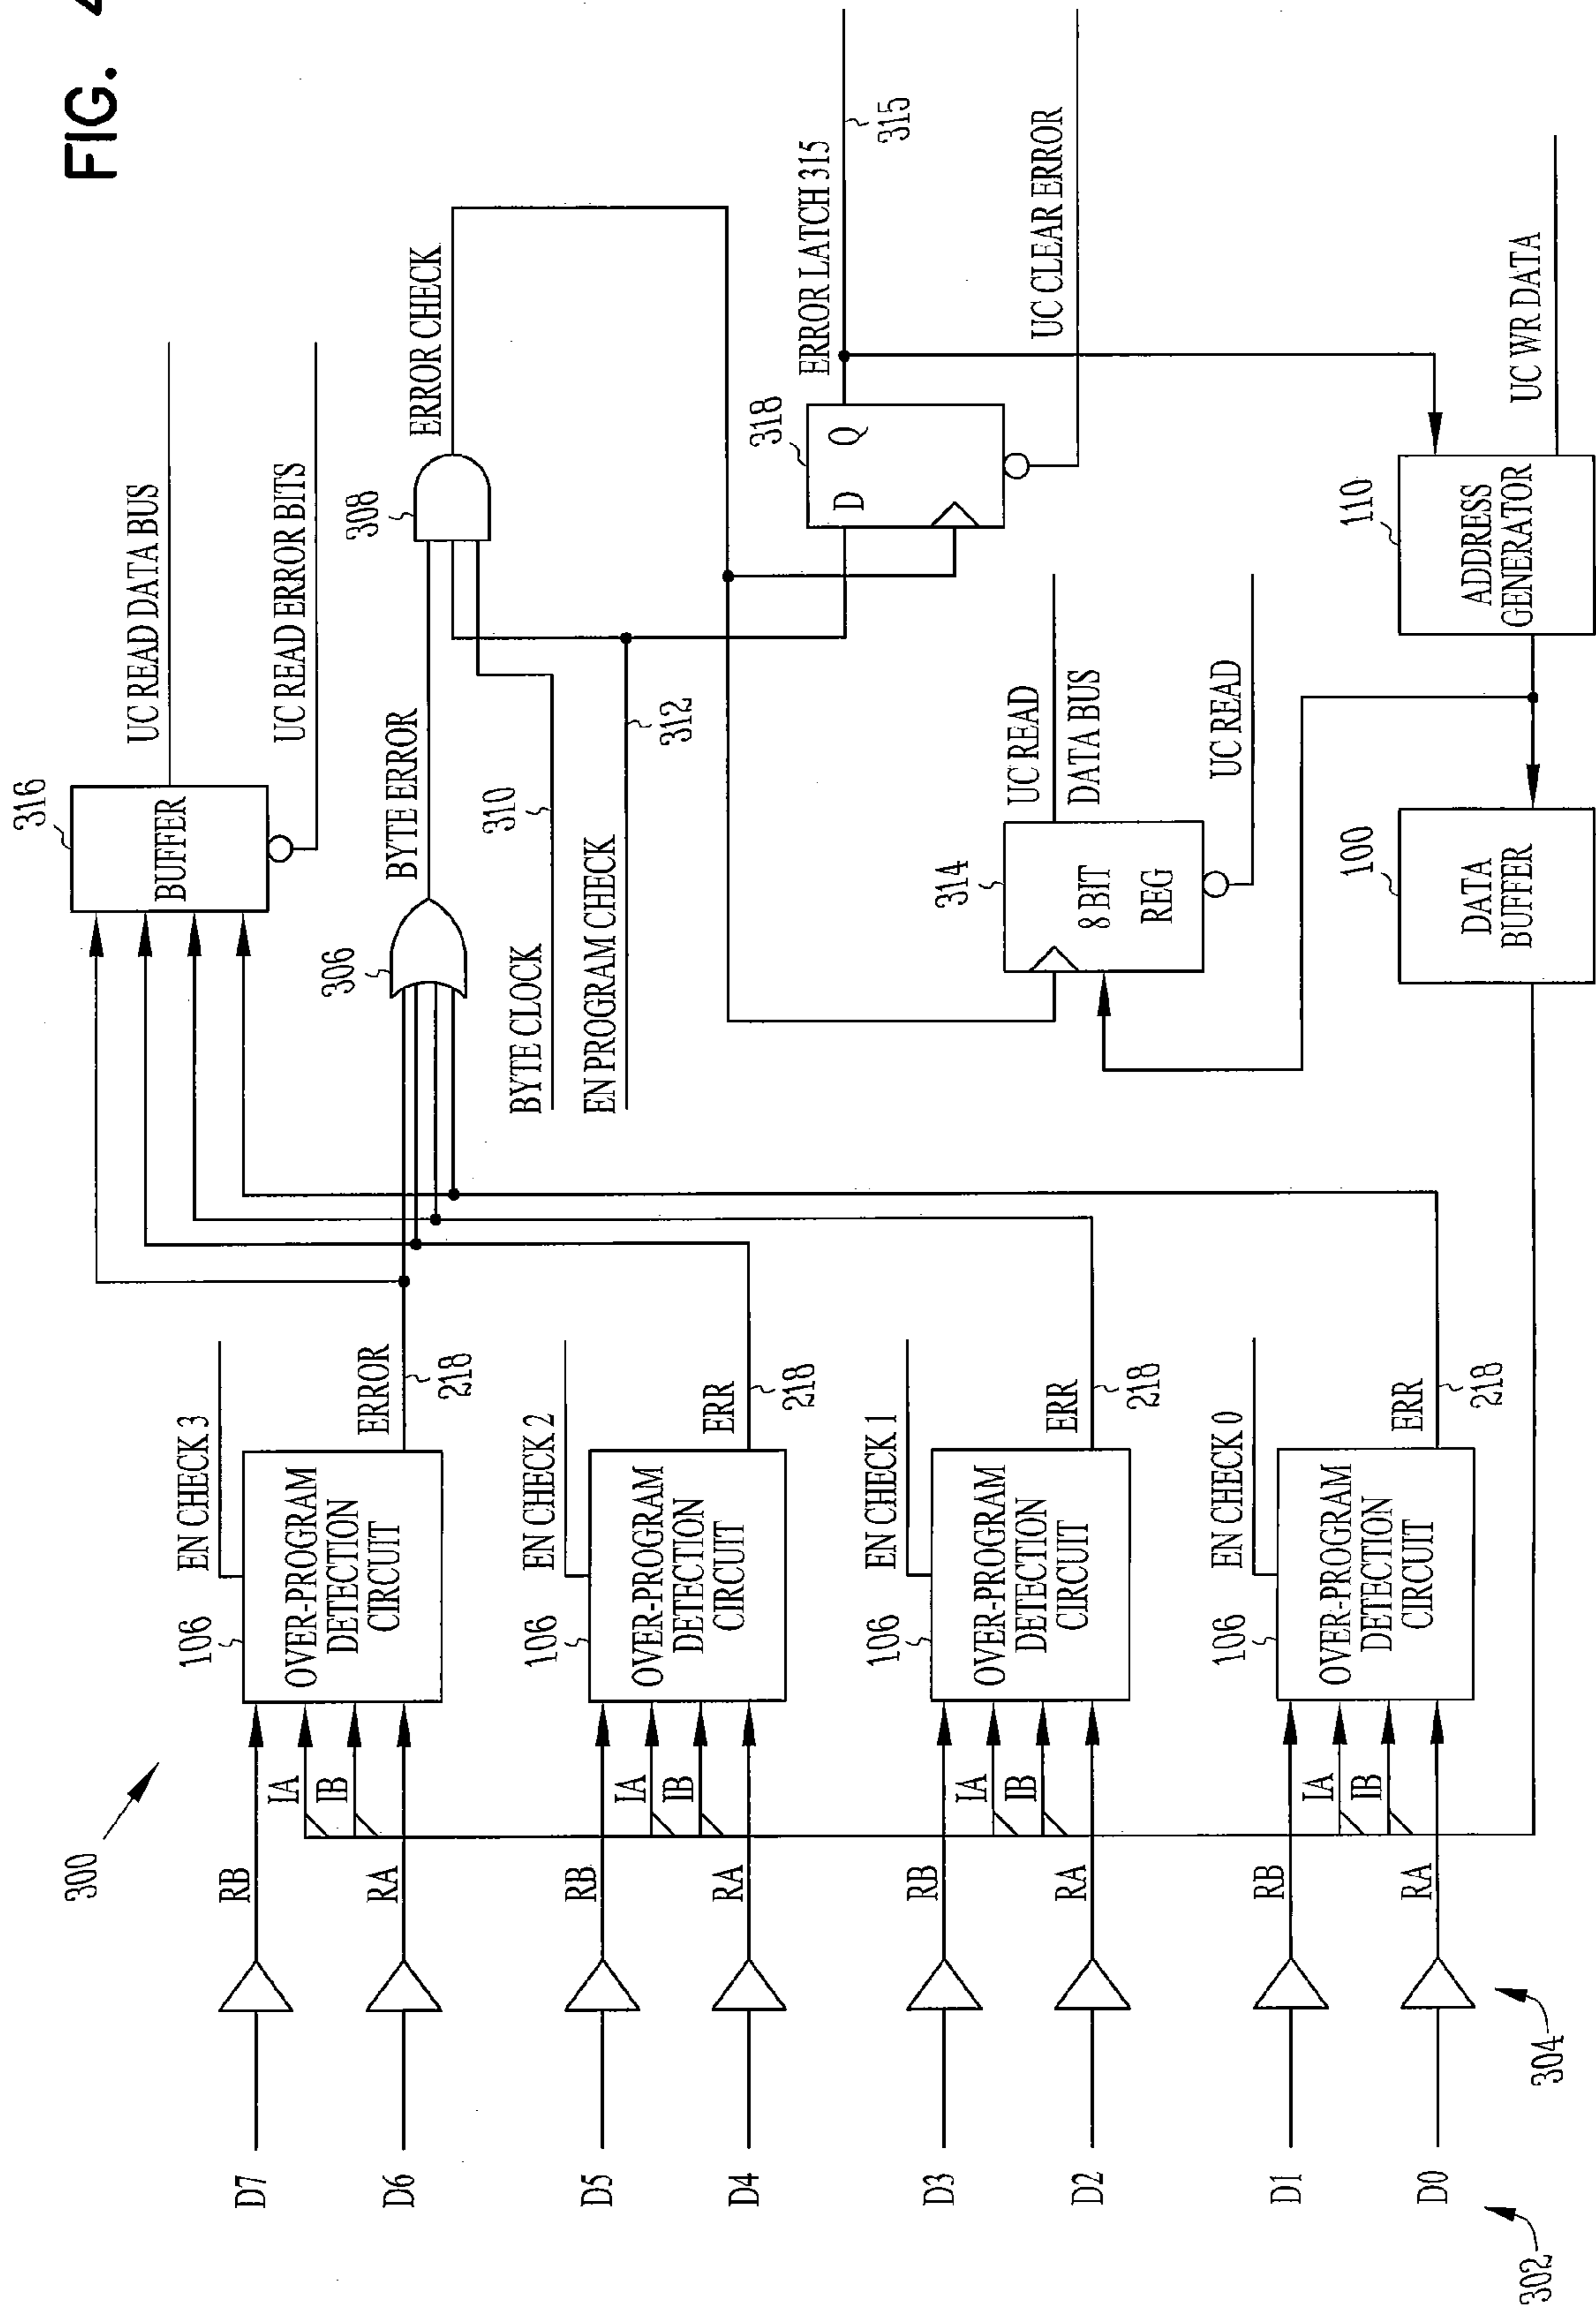 FIG. 4
300
316
BUFFER
UC READ DATA BUS
UC READ ERROR BITS
EN CHECK 3
106
OVER-PROGRAM
DETECTION
CIRCUIT
D7
RB
IA
IB
D6
RA
ERROR
218
306
BYTE ERROR
308
ERROR CHECK
BYTE CLOCK
310
EN PROGRAM CHECK
312
EN CHECK 2
106
OVER-PROGRAM
DETECTION
CIRCUIT
D5
RB
IA
IB
D4
RA
ERR
218
318
D
Q
ERROR LATCH 315
315
UC CLEAR ERROR
EN CHECK 1
106
OVER-PROGRAM
DETECTION
CIRCUIT
D3
RB
IA
IB
D2
RA
ERR
218
314
8 BIT
REG
UC READ
DATA BUS
UC READ
EN CHECK 0
106
OVER-PROGRAM
DETECTION
CIRCUIT
D1
RB
IA
IB
D0
RA
ERR
218
100
DATA
BUFFER
110
ADDRESS
GENERATOR
UC WR DATA
302
304